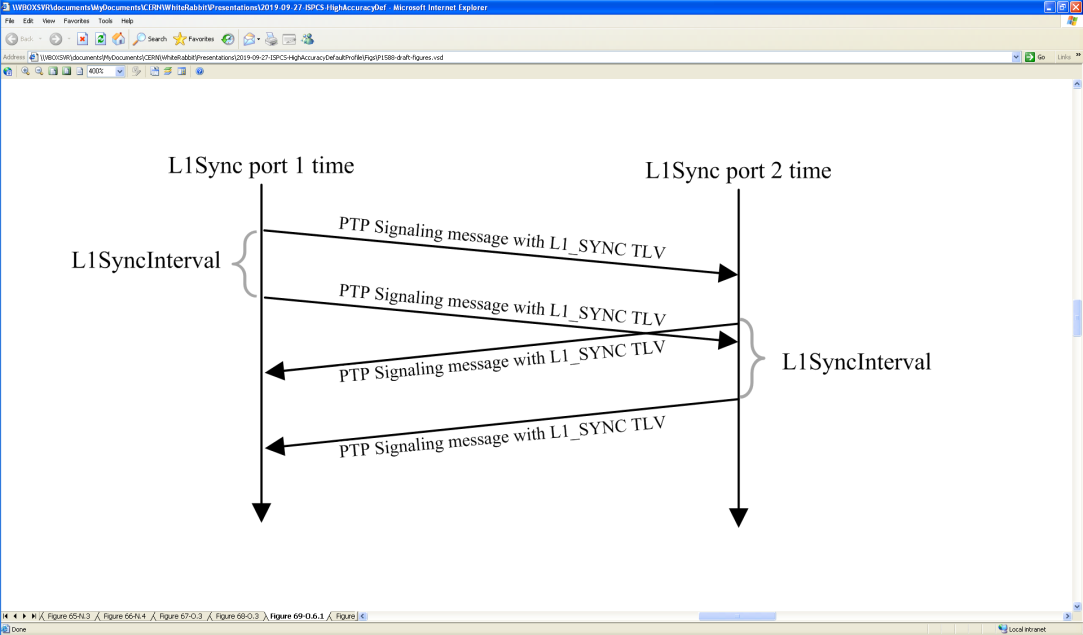 \\VBOXSVR\documents\MyDocuments\CERN\WhiteRabbit\Presentations\2019-09-27-ISPCS-HighAccuracyDef - Microsoft Internet Explorer
File Edit View Favorites Tools Help
Back Search Favorites
Address \\VBOXSVR\documents\MyDocuments\CERN\WhiteRabbit\Presentations\2019-09-27-ISPCS-HighAccuracyDefaultProfile\Figs\P1588-draft-figures.vsd Go Links »
400%
L1Sync port 1 time
L1Sync port 2 time
PTP Signaling message with L1_SYNC TLV
L1SyncInterval
PTP Signaling message with L1_SYNC TLV
PTP Signaling message with L1_SYNC TLV
L1SyncInterval
PTP Signaling message with L1_SYNC TLV
Figure 65-N.3 Figure 66-N.4 Figure 67-O.3 Figure 68-O.3 Figure 69-O.6.1 Figure
Done Local intranet